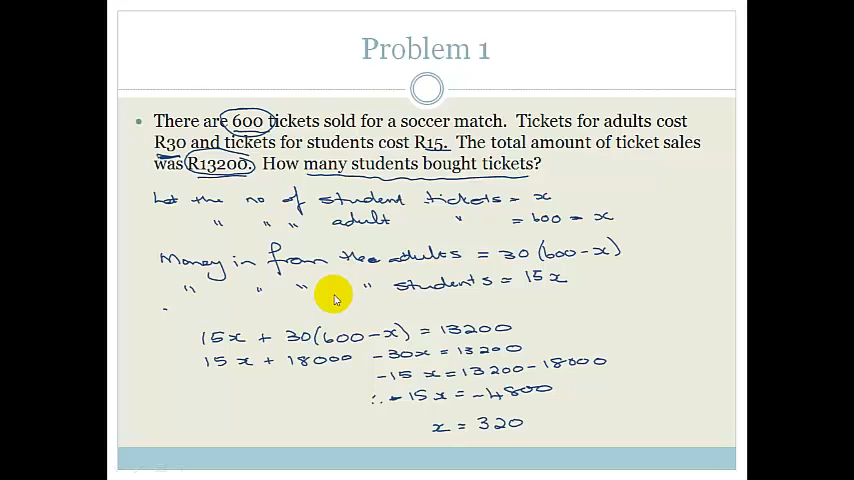 Problem 1
There are 600 tickets sold for a soccer match. Tickets for adults cost
R30 and tickets for students cost R15. The total amount of ticket sales
was R13200. How many students bought tickets?
Let the no of student tickets = x
" " " adult " = 600 - x
Money in from the adults = 30(600 - x)
" " " " students = 15x
15x + 30(600 - x) = 13200
15x + 18000 - 30x = 13200
-15x = 13200 - 18000
∴ -15x = -4800
x = 320